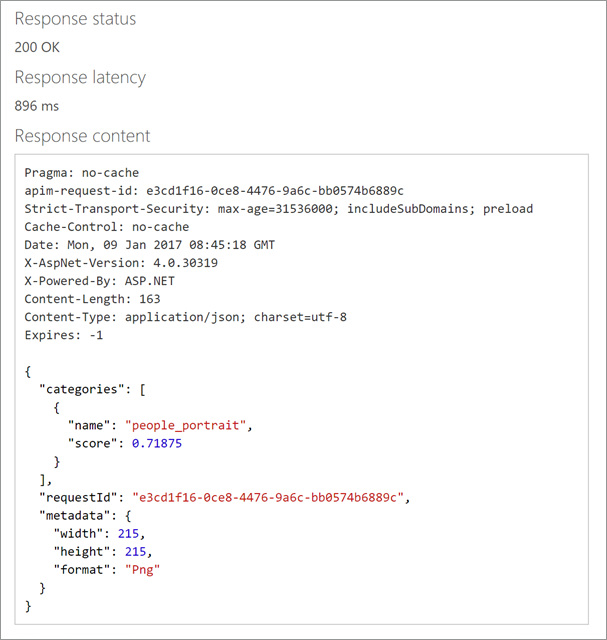 Response status
200 OK
Response latency
896 ms
Response content
Pragma: no-cache
apim-request-id: e3cd1f16-0ce8-4476-9a6c-bb0574b6889c
Strict-Transport-Security: max-age=31536000; includeSubDomains; preload
Cache-Control: no-cache
Date: Mon, 09 Jan 2017 08:45:18 GMT
X-AspNet-Version: 4.0.30319
X-Powered-By: ASP.NET
Content-Length: 163
Content-Type: application/json; charset=utf-8
Expires: -1

{
  "categories": [
    {
      "name": "people_portrait",
      "score": 0.71875
    }
  ],
  "requestId": "e3cd1f16-0ce8-4476-9a6c-bb0574b6889c",
  "metadata": {
    "width": 215,
    "height": 215,
    "format": "Png"
  }
}